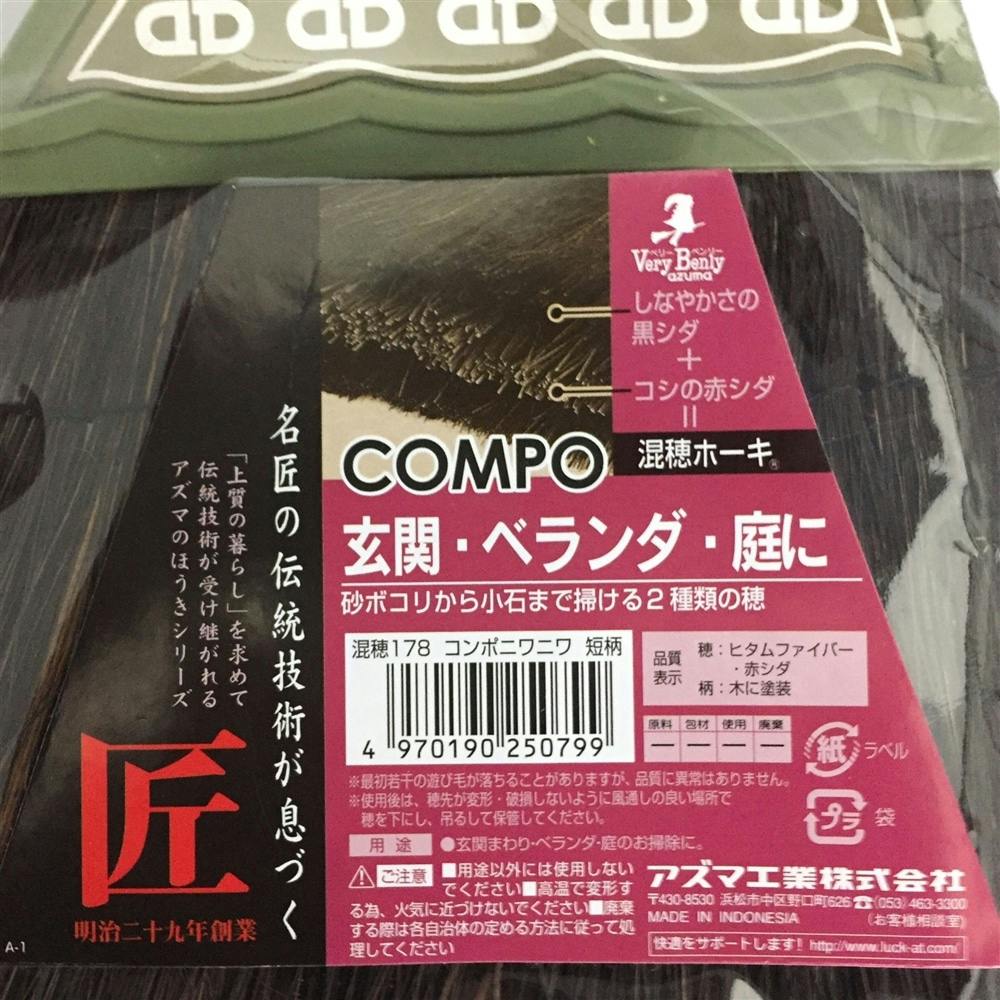 ベリー ベンリー
Very Benly
azuma
しなやかさの
黒シダ
+
コシの赤シダ
=
COMPO 混穂ホーキ®
玄関・ベランダ・庭に
砂ボコリから小石まで掃ける2種類の穂
混穂178 コンポニワニワ 短柄
4 970190 250799
品質表示
穂:ヒタムファイバー
・赤シダ
柄:木に塗装
原料 包材 使用 廃棄
— — — —
紙 ラベル
プラ 袋
※最初若干の遊び毛が落ちることがありますが、品質に異常はありません。
※使用後は、穂先が変形・破損しないように風通しの良い場所で
穂を下にし、吊るして保管してください。
用途 ●玄関まわり・ベランダ・庭のお掃除に。
ご注意 ■用途以外には使用しない
でください■高温で変形す
る為、火気に近づけないでください■廃棄
する際は各自治体の定める方法に従って処
理してください
アズマ工業株式会社
〒430-8530 浜松市中区野口町626 ☎(053)463-3300
MADE IN INDONESIA (お客様相談室)
快適をサポートします! http://www.luck-at.com/
名匠の伝統技術が息づく
「上質の暮らし」を求めて
伝統技術が受け継がれる
アズマのほうきシリーズ
匠
明治二十九年創業
A-1